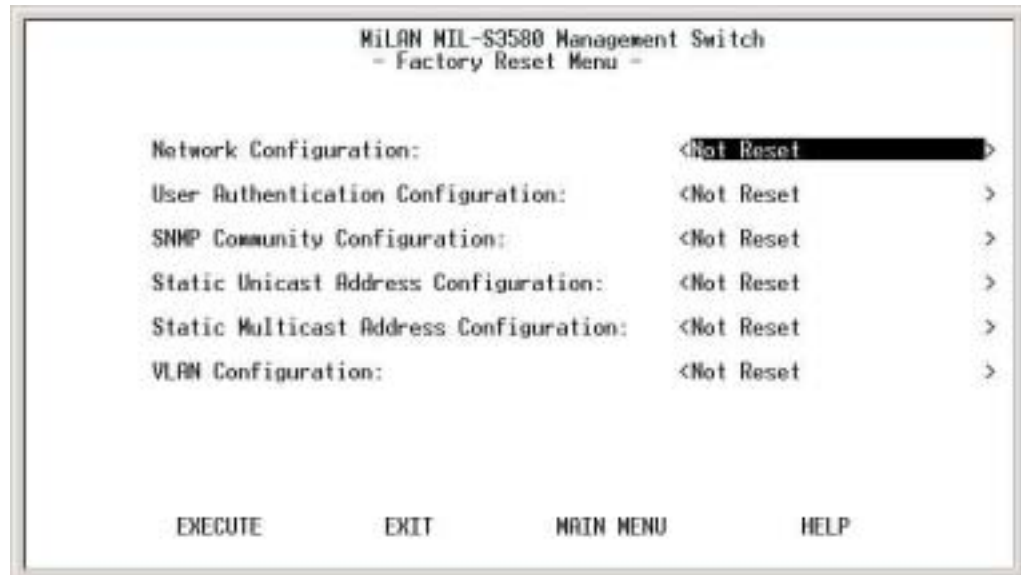 MiLAN MIL-S3580 Management Switch
- Factory Reset Menu -
Network Configuration: <Not Reset >
User Authentication Configuration: <Not Reset >
SNMP Community Configuration: <Not Reset >
Static Unicast Address Configuration: <Not Reset >
Static Multicast Address Configuration: <Not Reset >
VLAN Configuration: <Not Reset >
EXECUTE EXIT MAIN MENU HELP